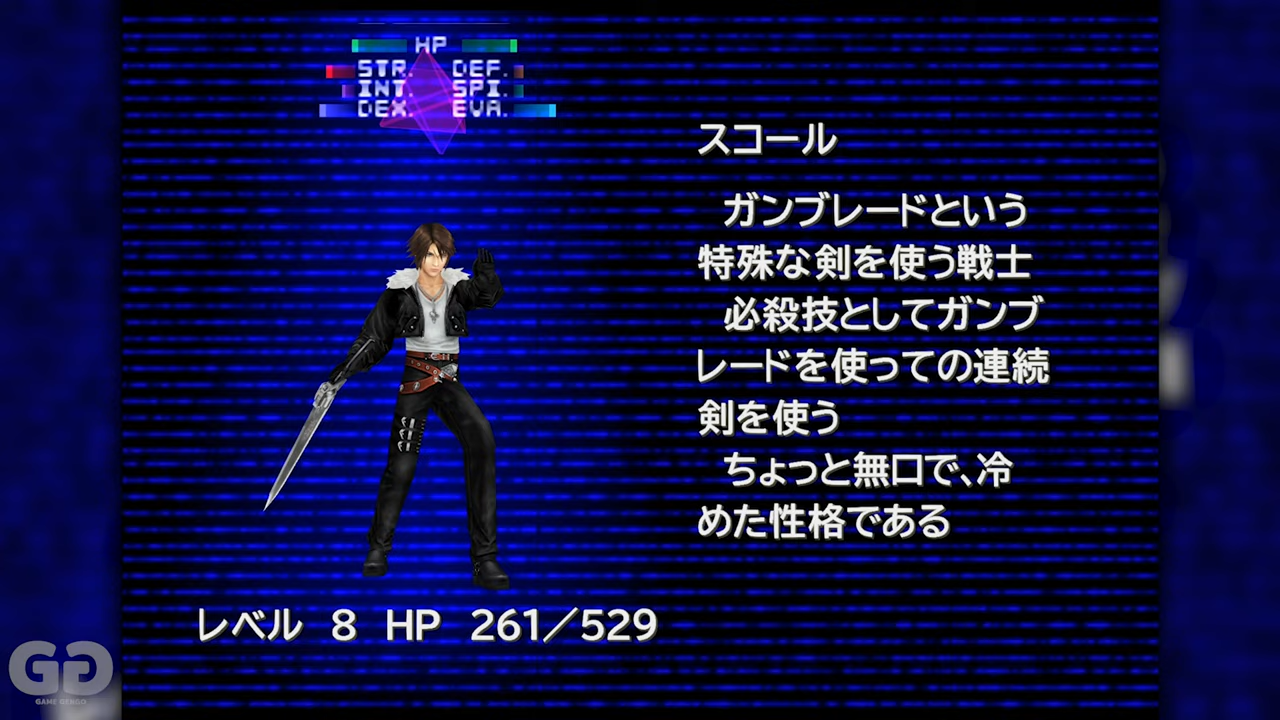 HP
STR. DEF.
INT. SPI.
DEX. EVA.
スコール
ガンブレードという
特殊な剣を使う戦士
必殺技としてガンブ
レードを使っての連続
剣を使う
ちょっと無口で、冷
めた性格である
レベル 8 HP 261／529
GG
GAME GENGO